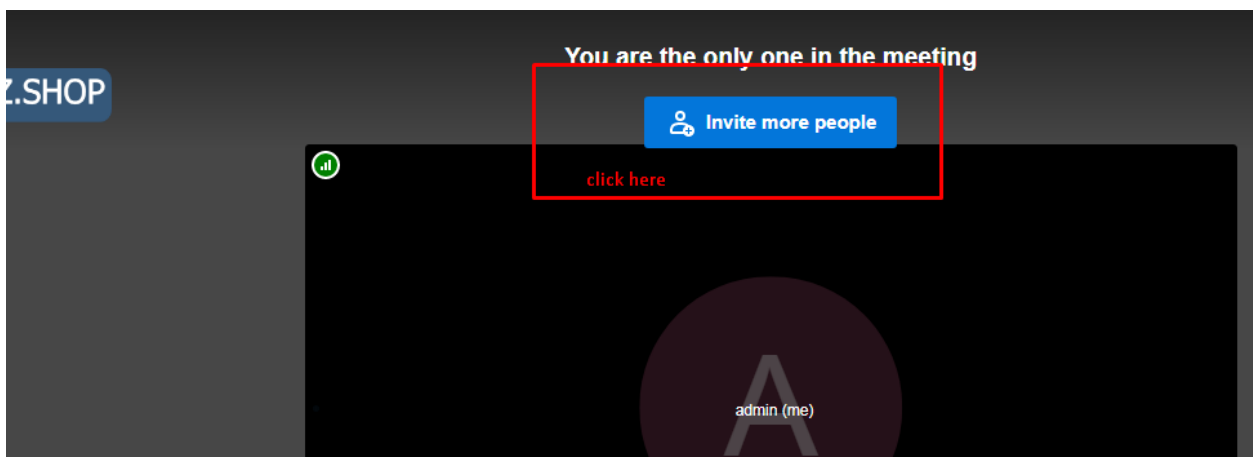 You are the only one in the meeting
Z.SHOP
Invite more people
click here
A
admin (me)